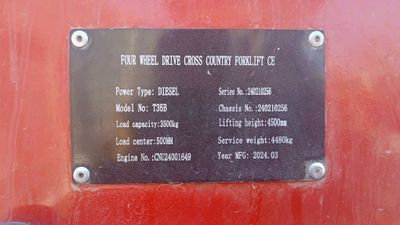 FOUR WHEEL DRIVE CROSS COUNTRY FORKLIFT CE
Power Type: DIESEL
Series No.:240210256
Model No: T35B
Chassis No.:240210256
Load capacity:3500kg
Lifting height:4500mm
Load center:500MM
Service weight:4480kg
Engine No.:CNU24001649
Year MFG: 2024.03